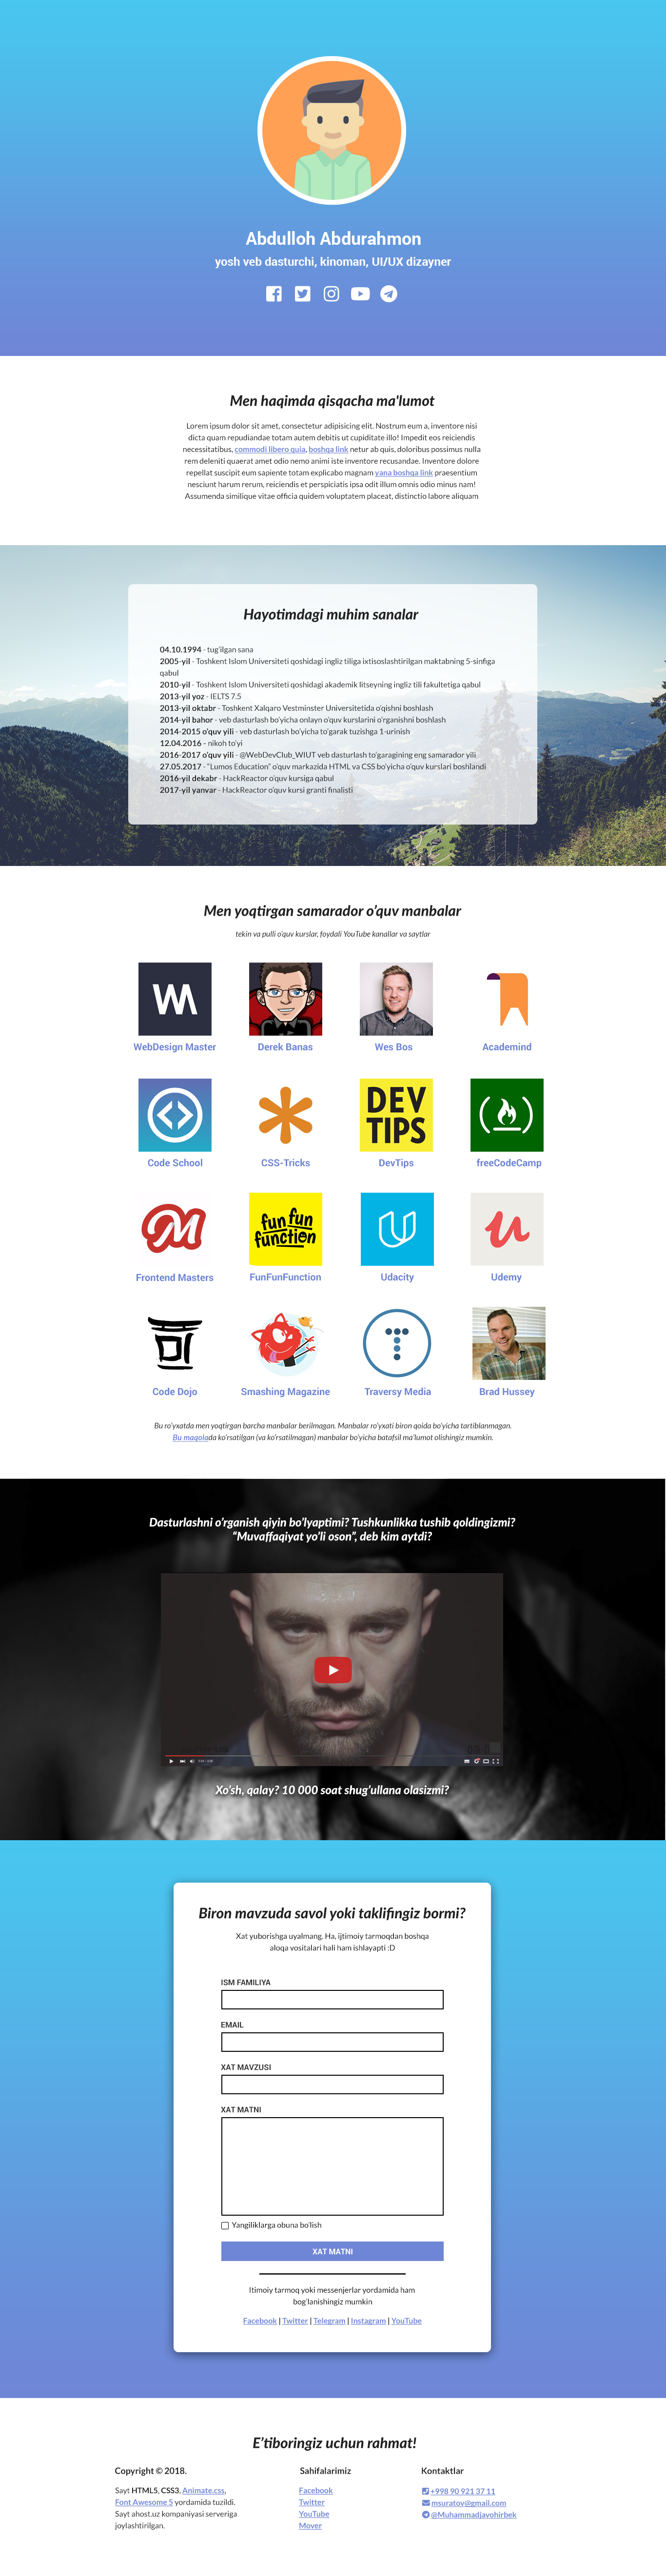 Abdulloh Abdurahmon
yosh veb dasturchi, kinoman, UI/UX dizayner
Men haqimda qisqacha ma'lumot
Lorem ipsum dolor sit amet, consectetur adipisicing elit. Nostrum eum a, inventore nisi
dicta quam repudiandae totam autem debitis ut cupiditate illo! Impedit eos reiciendis
necessitatibus, commodi libero quia, boshqa link netur ab quis, doloribus possimus nulla
rem deleniti quaerat amet odio nemo animi iste inventore recusandae. Inventore dolore
repellat suscipit eum sapiente totam explicabo magnam yana boshqa link praesentium
nesciunt harum rerum, reiciendis et perspiciatis ipsa odit illum omnis odio minus nam!
Assumenda similique vitae officia quidem voluptatem placeat, distinctio labore aliquam
Hayotimdagi muhim sanalar
04.10.1994 - tug’ilgan sana
2005-yil - Toshkent Islom Universiteti qoshidagi ingliz tiliga ixtisoslashtirilgan maktabning 5-sinfiga
qabul
2010-yil - Toshkent Islom Universiteti qoshidagi akademik litseyning ingliz tili fakultetiga qabul
2013-yil yoz - IELTS 7.5
2013-yil oktabr - Toshkent Xalqaro Vestminster Universitetida o’qishni boshlash
2014-yil bahor - veb dasturlash bo’yicha onlayn o’quv kurslarini o’rganishni boshlash
2014-2015 o’quv yili - veb dasturlash bo’yicha to’garak tuzishga 1-urinish
12.04.2016 - nikoh to’yi
2016-2017 o’quv yili - @WebDevClub_WIUT veb dasturlash to’garagining eng samarador yili
27.05.2017 - “Lumos Education” o’quv markazida HTML va CSS bo’yicha o’quv kurslari boshlandi
2016-yil dekabr - HackReactor o’quv kursiga qabul
2017-yil yanvar - HackReactor o’quv kursi granti finalisti
Men yoqtirgan samarador o’quv manbalar
tekin va pulli o’quv kurslar, foydali YouTube kanallar va saytlar
WebDesign Master
Derek Banas
Wes Bos
Academind
DEV
TIPS
Code School
CSS-Tricks
DevTips
freeCodeCamp
M
fun fun
function
Frontend Masters
FunFunFunction
Udacity
Udemy
Code Dojo
Smashing Magazine
Traversy Media
Brad Hussey
Bu ro’yxatda men yoqtirgan barcha manbalar berilmagan. Manbalar ro’yxati biron qoida bo’yicha tartiblanmagan.
Bu maqolada ko’rsatilgan (va ko’rsatilmagan) manbalar bo’yicha batafsil ma’lumot olishingiz mumkin.
Dasturlashni o’rganish qiyin bo’lyaptimi? Tushkunlikka tushib qoldingizmi?
“Muvaffaqiyat yo’li oson”, deb kim aytdi?
Xo’sh, qalay? 10 000 soat shug’ullana olasizmi?
Biron mavzuda savol yoki taklifingiz bormi?
Xat yuborishga uyalmang. Ha, ijtimoiy tarmoqdan boshqa
aloqa vositalari hali ham ishlayapti :D
ISM FAMILIYA
EMAIL
XAT MAVZUSI
XAT MATNI
Yangiliklarga obuna bo’lish
XAT MATNI
Itimoiy tarmoq yoki messenjerlar yordamida ham
bog’lanishingiz mumkin
Facebook | Twitter | Telegram | Instagram | YouTube
E’tiboringiz uchun rahmat!
Copyright © 2018.
Sayt HTML5, CSS3, Animate.css,
Font Awesome 5 yordamida tuzildi.
Sayt ahost.uz kompaniyasi serveriga
joylashtirilgan.
Sahifalarimiz
Facebook
Twitter
YouTube
Mover
Kontaktlar
+998 90 921 37 11
msuratov@gmail.com
@Muhammadjavohirbek